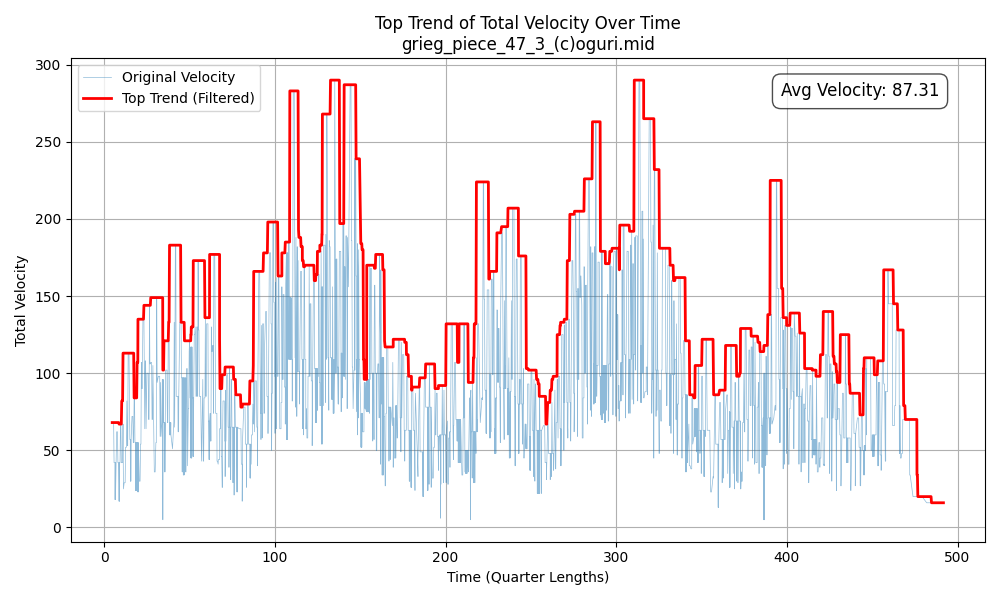 Top Trend of Total Velocity Over Time
grieg_piece_47_3_(c)oguri.mid
Original Velocity
Top Trend (Filtered)
Avg Velocity: 87.31
Total Velocity
300
250
200
150
100
50
0
0 100 200 300 400 500
Time (Quarter Lengths)